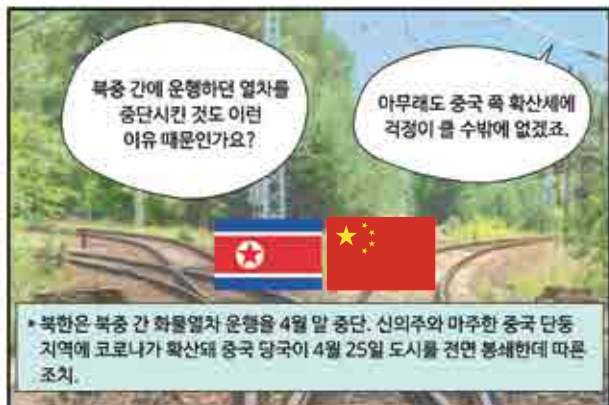 북중 간에 운행하던 열차를
중단시킨 것도 이런
이유 때문인가요?
아무래도 중국 쪽 확산세에
걱정이 클 수밖에 없겠죠.
▸ 북한은 북중 간 화물열차 운행을 4월 말 중단. 신의주와 마주한 중국 단둥
지역에 코로나가 확산돼 중국 당국이 4월 25일 도시를 전면 봉쇄한데 따른
조치.